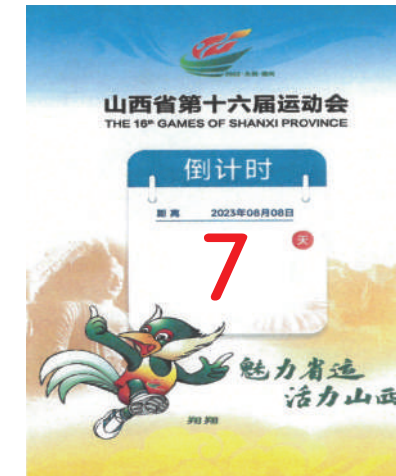 山西省第十六届运动会
THE 16th GAMES OF SHANXI PROVINCE
倒计时
距离 2023年08月08日
天
7
魅力省运
活力山西
翔翔